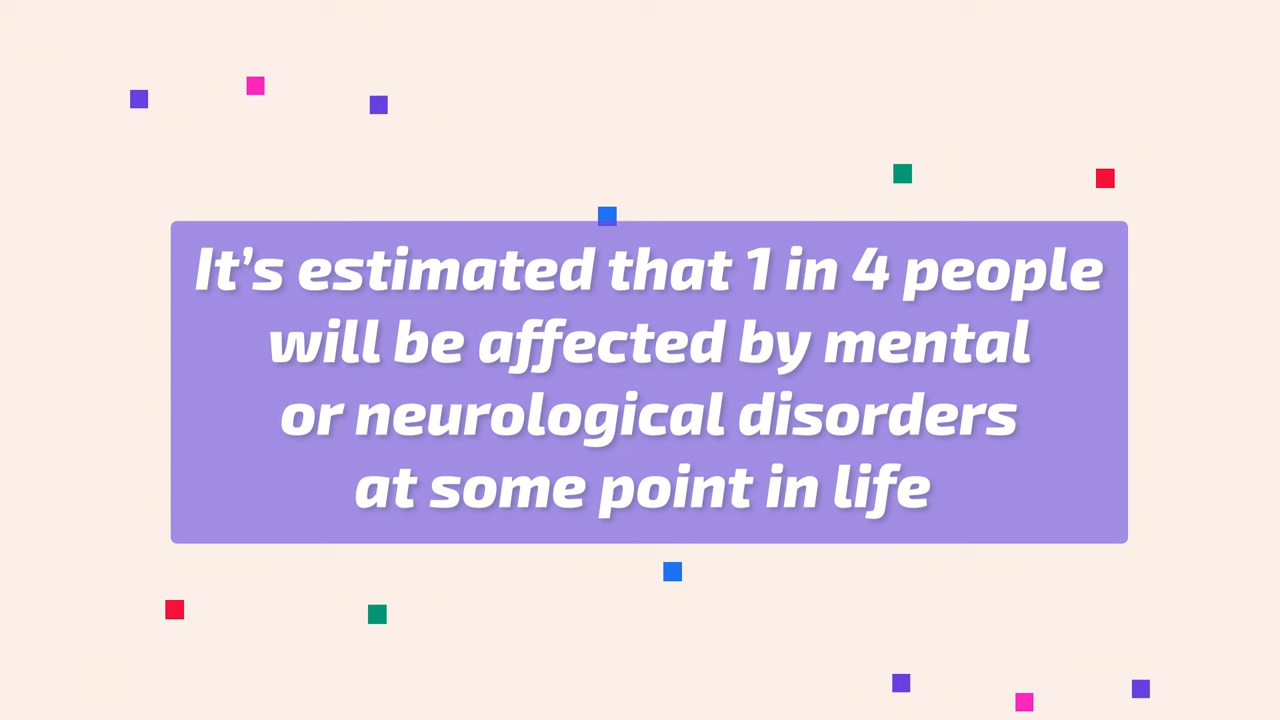 It’s estimated that 1 in 4 people
will be affected by mental
or neurological disorders
at some point in life